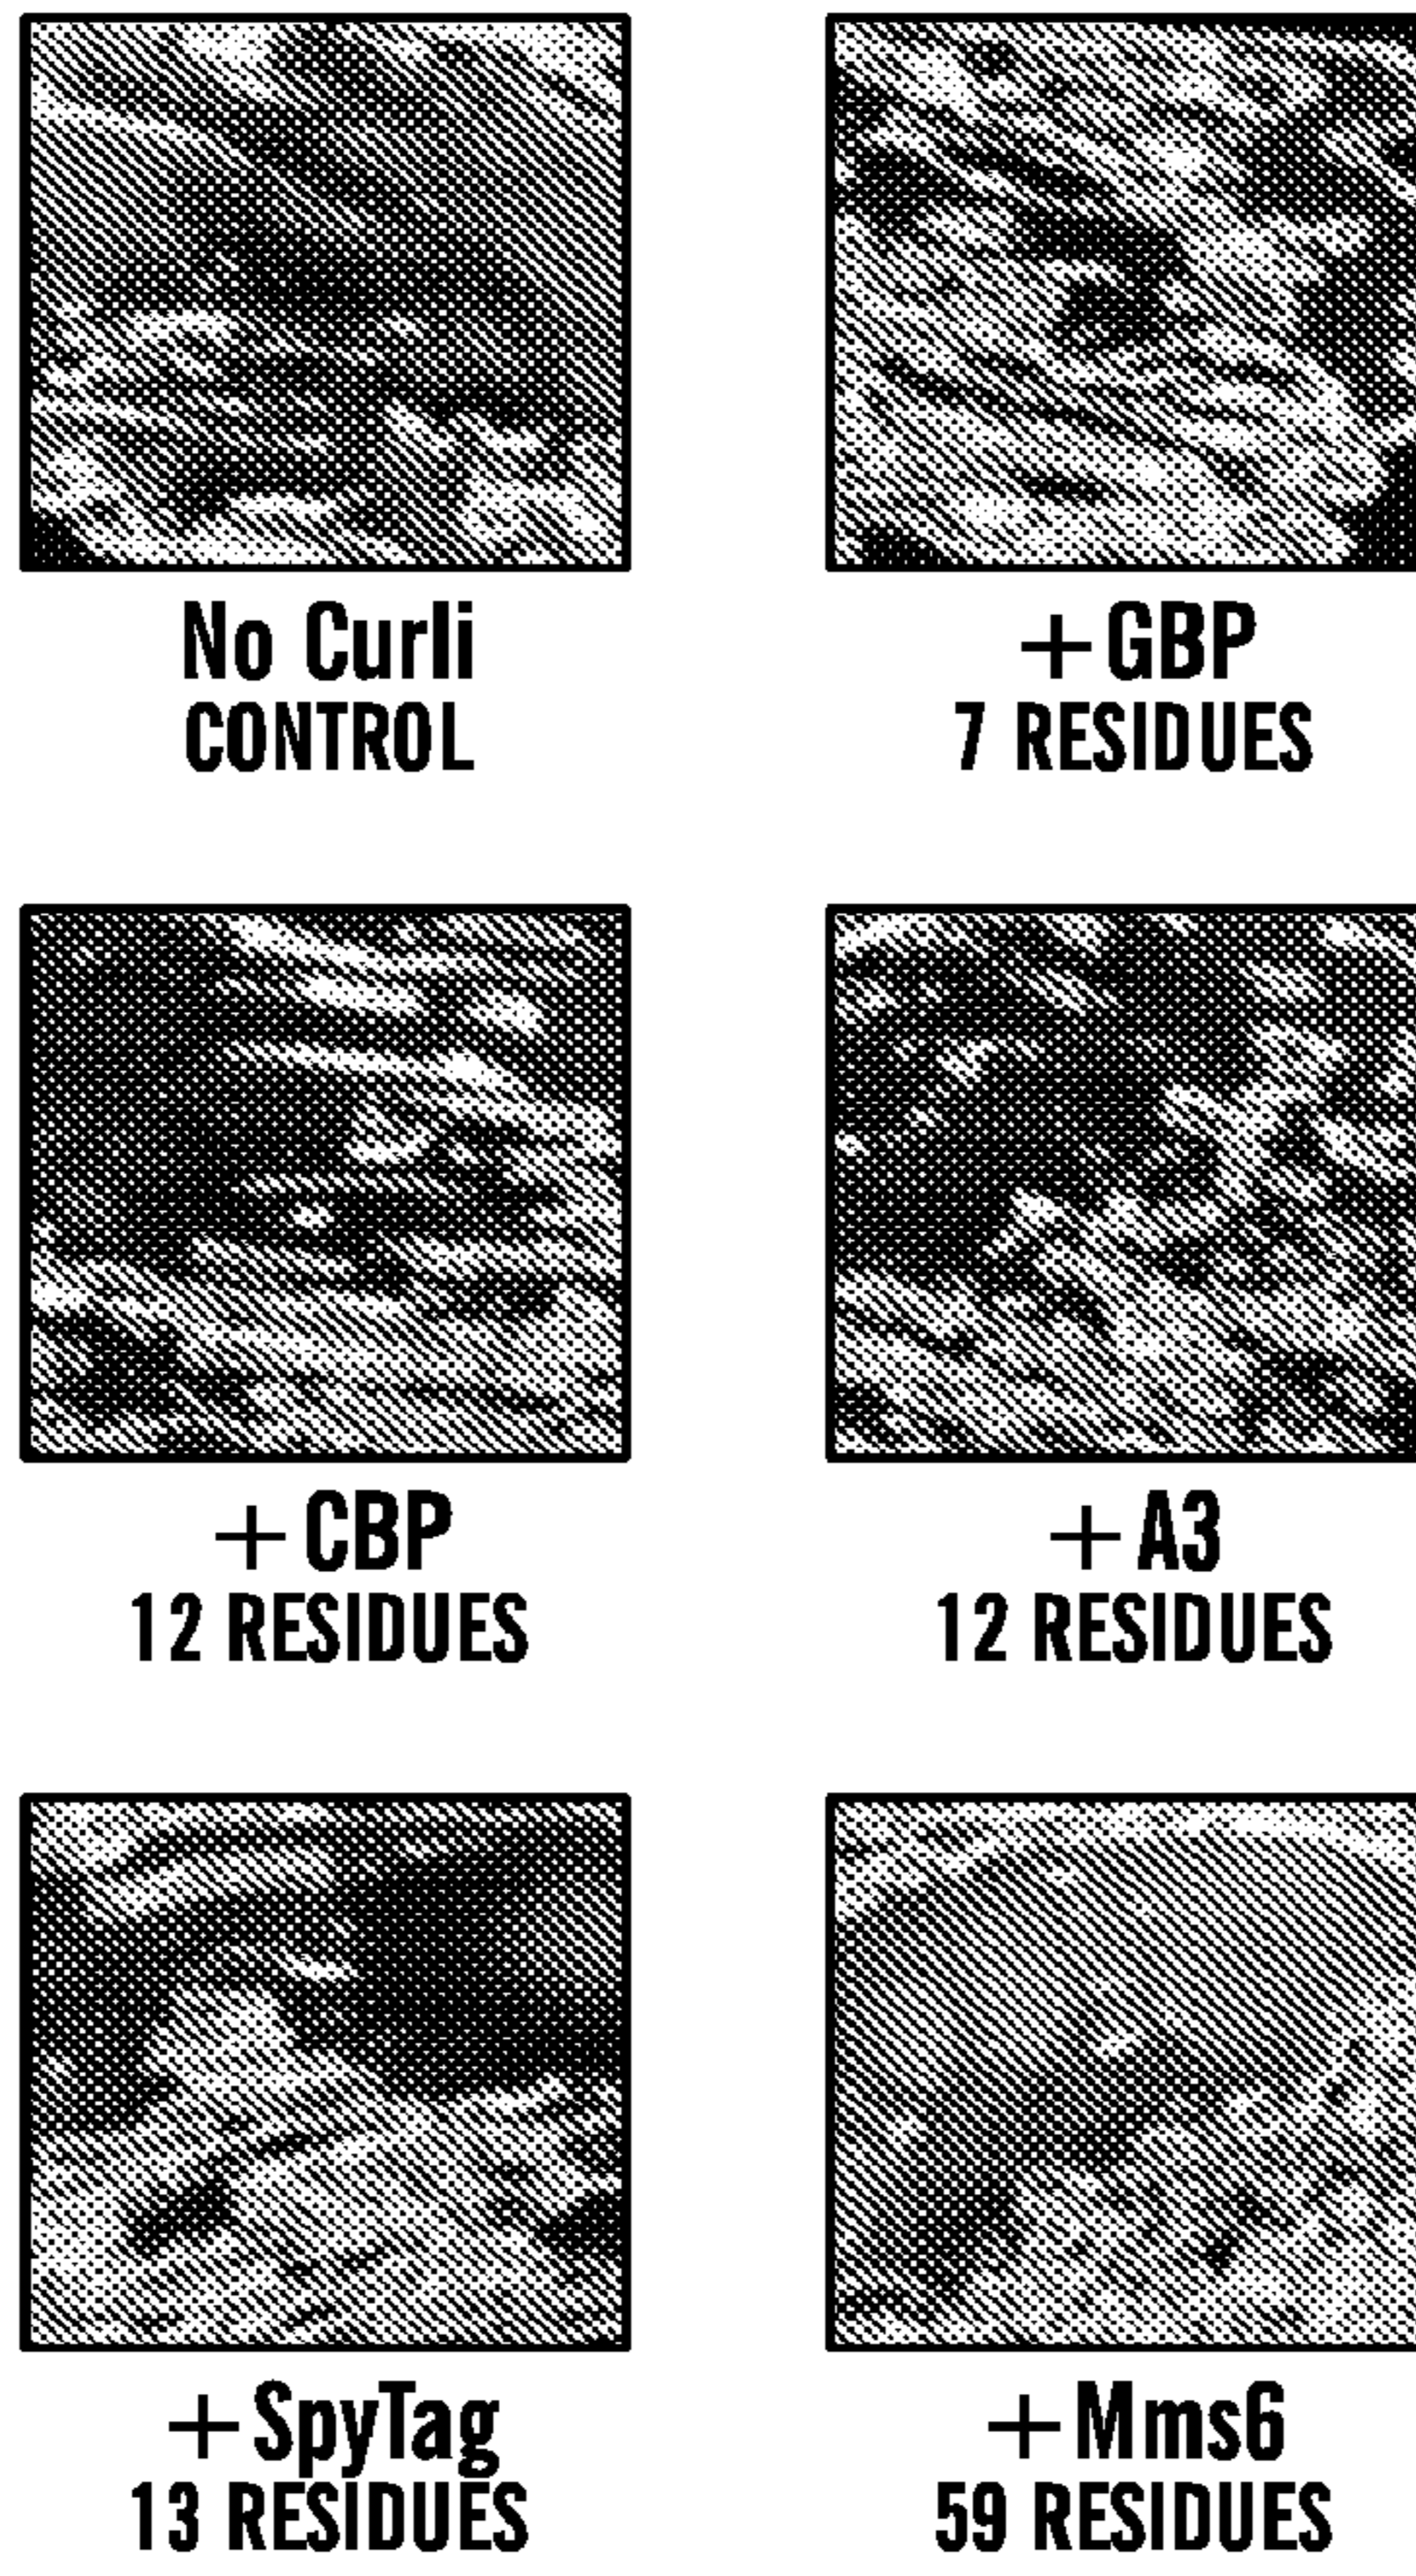 No Curli
CONTROL
+GBP
7 RESIDUES
+CBP
12 RESIDUES
+A3
12 RESIDUES
+SpyTag
13 RESIDUES
+Mms6
59 RESIDUES